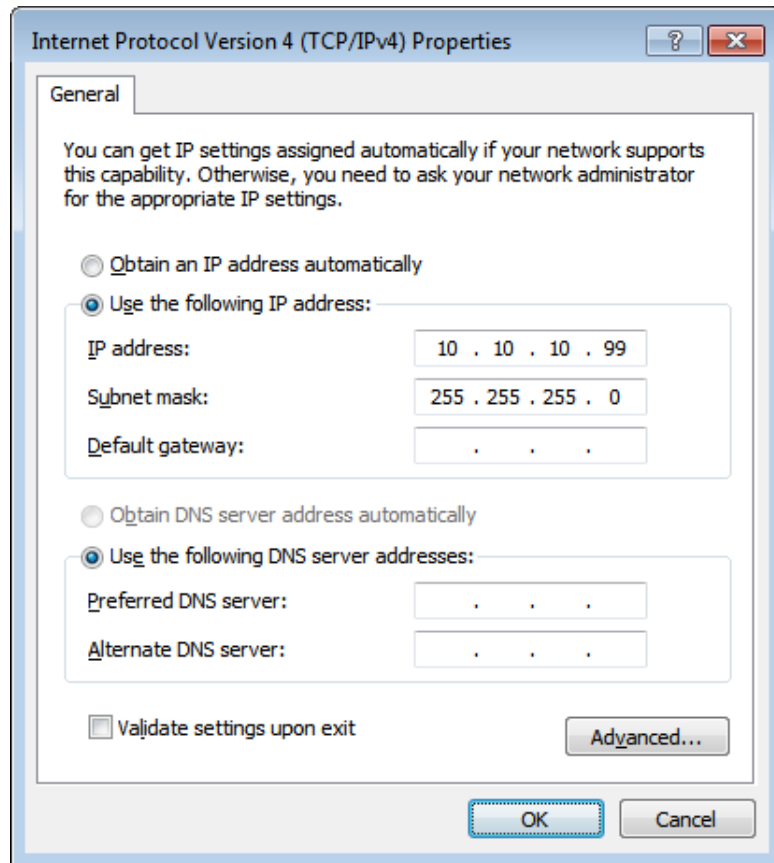 Internet Protocol Version 4 (TCP/IPv4) Properties
?
General
You can get IP settings assigned automatically if your network supports
this capability. Otherwise, you need to ask your network administrator
for the appropriate IP settings.
Obtain an IP address automatically
Use the following IP address:
IP address: 10 . 10 . 10 . 99
Subnet mask: 255 . 255 . 255 . 0
Default gateway: . . .
Obtain DNS server address automatically
Use the following DNS server addresses:
Preferred DNS server: . . .
Alternate DNS server: . . .
Validate settings upon exit
Advanced...
OK Cancel